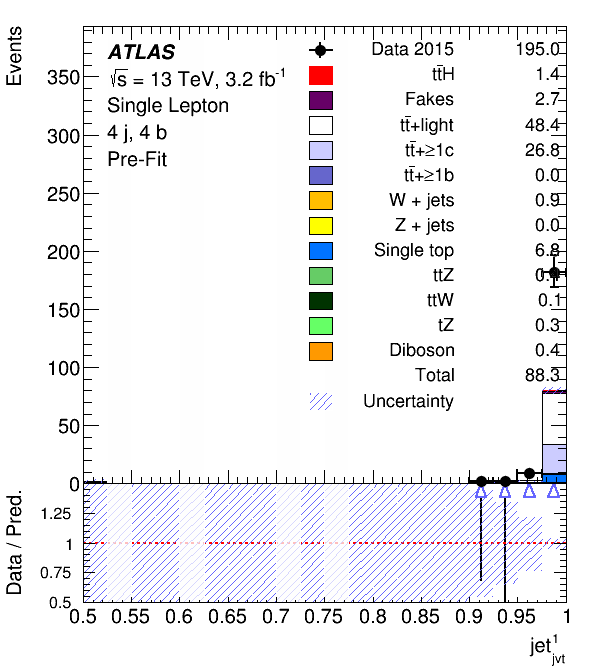 Events
ATLAS
√s = 13 TeV, 3.2 fb⁻¹
Single Lepton
4 j, 4 b
Pre-Fit
Data 2015 195.0
tt̄H 1.4
Fakes 2.7
tt̄+light 48.4
tt̄+≥1c 26.8
tt̄+≥1b 0.0
W + jets 0.9
Z + jets 0.0
Single top 6.8
ttZ
ttW 0.1
tZ 0.3
Diboson 0.4
Total 88.3
Uncertainty
350
300
250
200
150
100
50
0
Data / Pred.
1.25
1
0.75
0.5
0.5 0.55 0.6 0.65 0.7 0.75 0.8 0.85 0.9 0.95 1
jet¹jvt